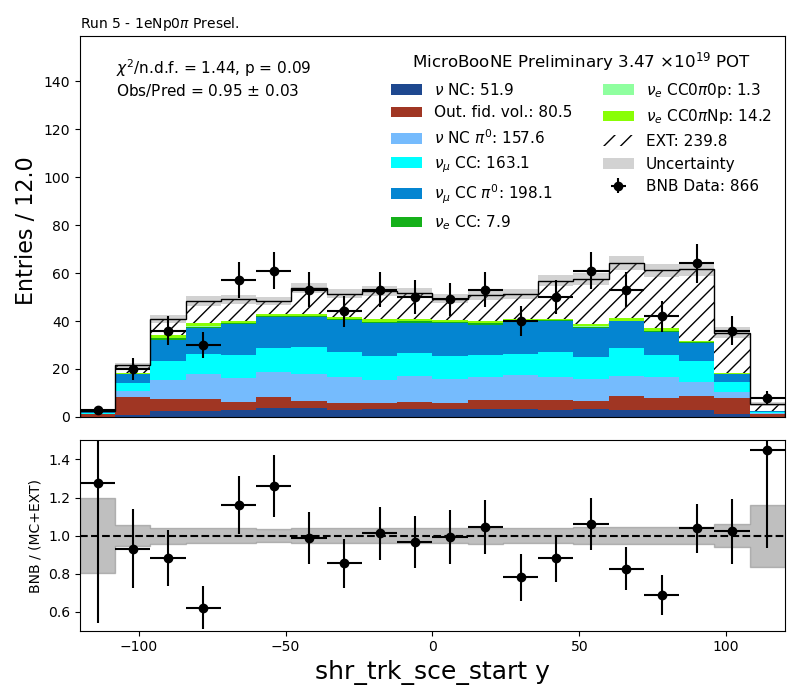 Run 5 - 1eNp0π Presel.
χ²/n.d.f. = 1.44, p = 0.09
Obs/Pred = 0.95 ± 0.03
MicroBooNE Preliminary 3.47 ×10¹⁹ POT
ν NC: 51.9
Out. fid. vol.: 80.5
ν NC π⁰: 157.6
ν_μ CC: 163.1
ν_μ CC π⁰: 198.1
ν_e CC: 7.9
ν_e CC0π0p: 1.3
ν_e CC0πNp: 14.2
EXT: 239.8
Uncertainty
BNB Data: 866
Entries / 12.0
140
120
100
80
60
40
20
0
BNB / (MC+EXT)
1.4
1.2
1.0
0.8
0.6
−100 −50 0 50 100
shr_trk_sce_start y